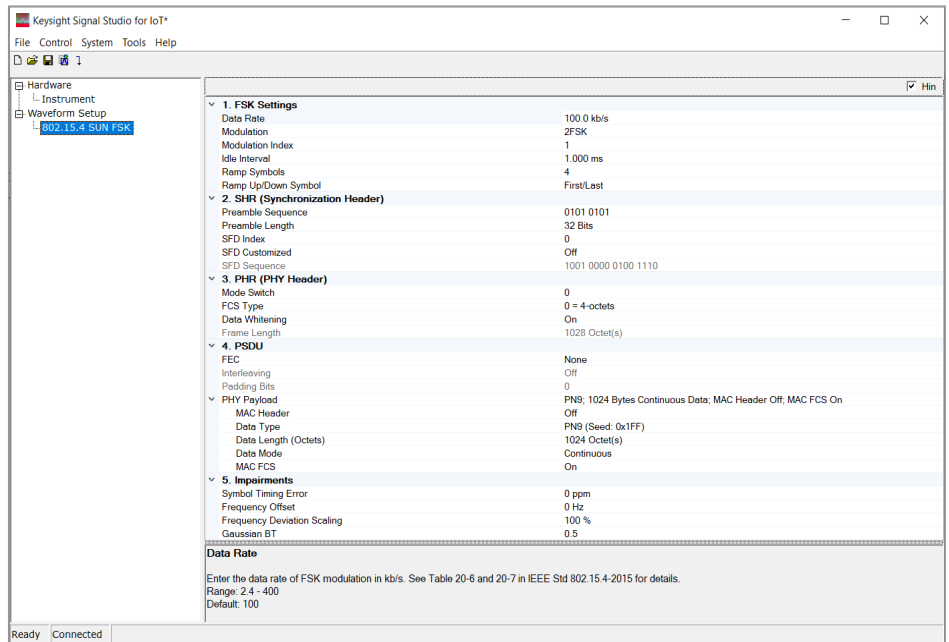 Keysight Signal Studio for IoT*
File Control System Tools Help
Hardware
Instrument
Waveform Setup
802.15.4 SUN FSK
Hin
1. FSK Settings
Data Rate 100.0 kb/s
Modulation 2FSK
Modulation Index 1
Idle Interval 1.000 ms
Ramp Symbols 4
Ramp Up/Down Symbol First/Last
2. SHR (Synchronization Header)
Preamble Sequence 0101 0101
Preamble Length 32 Bits
SFD Index 0
SFD Customized Off
SFD Sequence 1001 0000 0100 1110
3. PHR (PHY Header)
Mode Switch 0
FCS Type 0 = 4-octets
Data Whitening On
Frame Length 1028 Octet(s)
4. PSDU
FEC None
Interleaving Off
Padding Bits 0
PHY Payload PN9; 1024 Bytes Continuous Data; MAC Header Off; MAC FCS On
MAC Header Off
Data Type PN9 (Seed: 0x1FF)
Data Length (Octets) 1024 Octet(s)
Data Mode Continuous
MAC FCS On
5. Impairments
Symbol Timing Error 0 ppm
Frequency Offset 0 Hz
Frequency Deviation Scaling 100 %
Gaussian BT 0.5
Data Rate
Enter the data rate of FSK modulation in kb/s. See Table 20-6 and 20-7 in IEEE Std 802.15.4-2015 for details.
Range: 2.4 - 400
Default: 100
Ready Connected